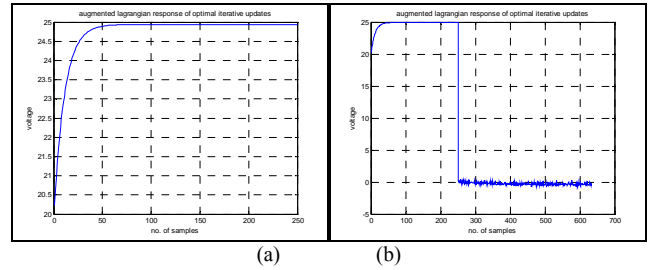 augmented lagrangian response of optimal iterative updates
25
24.5
24
23.5
23
22.5
22
21.5
21
20.5
20
voltage
0 50 100 150 200 250
no. of samples
augmented lagrangian response of optimal iterative updates
25
20
15
10
5
0
-5
voltage
0 100 200 300 400 500 600 700
no. of samples
(a) (b)